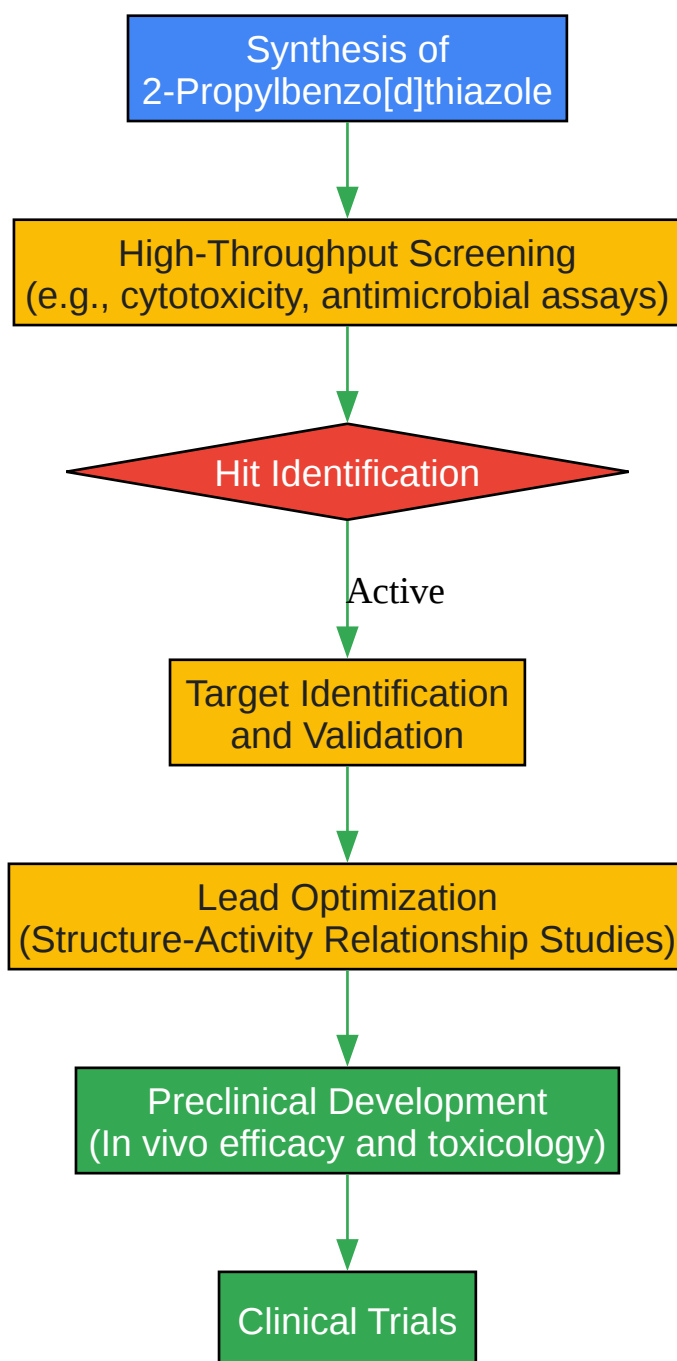 Synthesis of
2-Propylbenzo[d]thiazole
High-Throughput Screening
(e.g., cytotoxicity, antimicrobial assays)
Hit Identification
Active
Target Identification
and Validation
Lead Optimization
(Structure-Activity Relationship Studies)
Preclinical Development
(In vivo efficacy and toxicology)
Clinical Trials